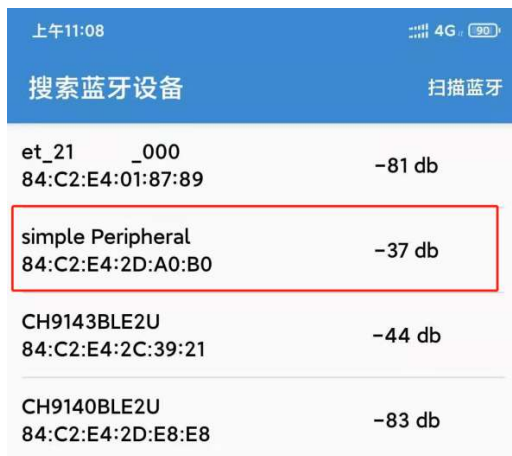 上午11:08 4G 90
搜索蓝牙设备 扫描蓝牙
et_21 _000 -81 db
84:C2:E4:01:87:89
simple Peripheral -37 db
84:C2:E4:2D:A0:B0
CH9143BLE2U -44 db
84:C2:E4:2C:39:21
CH9140BLE2U -83 db
84:C2:E4:2D:E8:E8